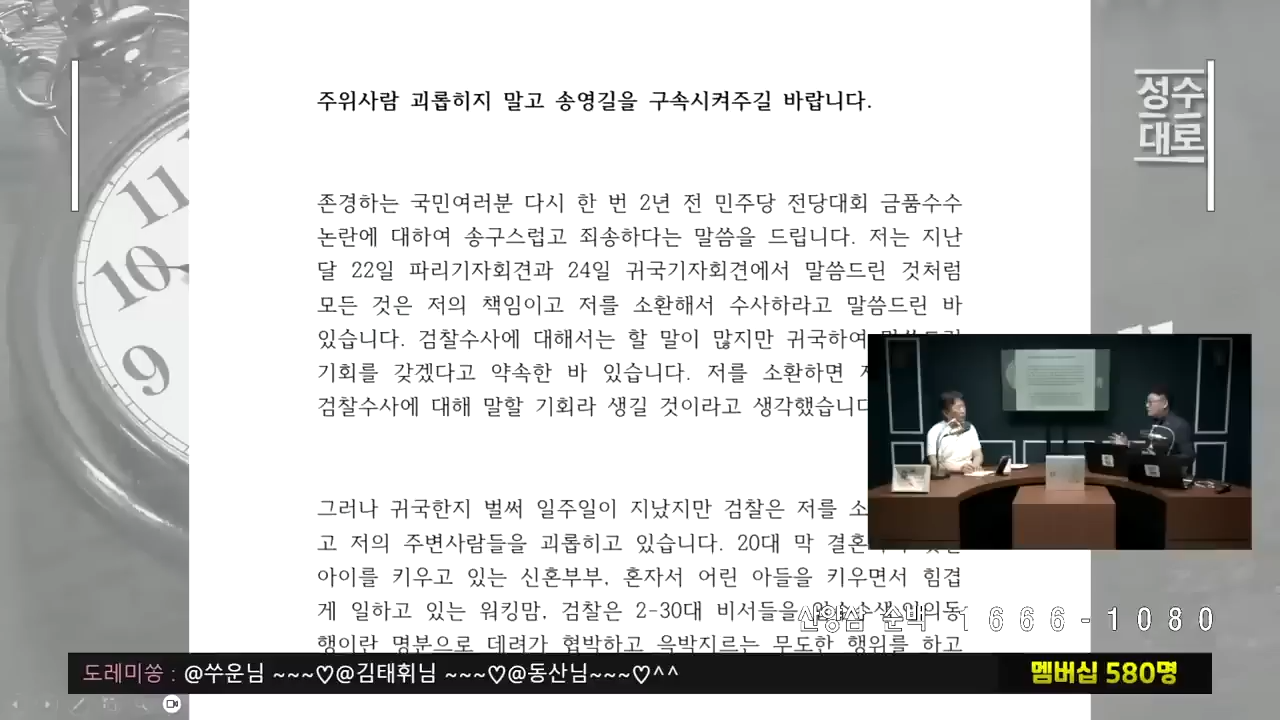 주위사람 괴롭히지 말고 송영길을 구속시켜주길 바랍니다.
성수
대로
존경하는 국민여러분 다시 한 번 2년 전 민주당 전당대회 금품수수
논란에 대하여 송구스럽고 죄송하다는 말씀을 드립니다. 저는 지난
달 22일 파리기자회견과 24일 귀국기자회견에서 말씀드린 것처럼
모든 것은 저의 책임이고 저를 소환해서 수사하라고 말씀드린 바
있습니다. 검찰수사에 대해서는 할 말이 많지만 귀국하여
기회를 갖겠다고 약속한 바 있습니다. 저를 소환하면
검찰수사에 대해 말할 기회라 생길 것이라고 생각했습니다
그러나 귀국한지 벌써 일주일이 지났지만 검찰은 저를
고 저의 주변사람들을 괴롭히고 있습니다. 20대 막
아이를 키우고 있는 신혼부부, 혼자서 어린 아들을 키우면서 힘겹
게 일하고 있는 워킹맘, 검찰은 2-30대 비서들을
산양삼 순백 1666-1080
행이란 명분으로 데려가 협박하고 윽박지르는 무도한 행위를 하고
도레미쏭 : @쑤운님 ~~~♡@김태휘님 ~~~♡@동산님~~~♡^^
멤버십 580명
11
10
9